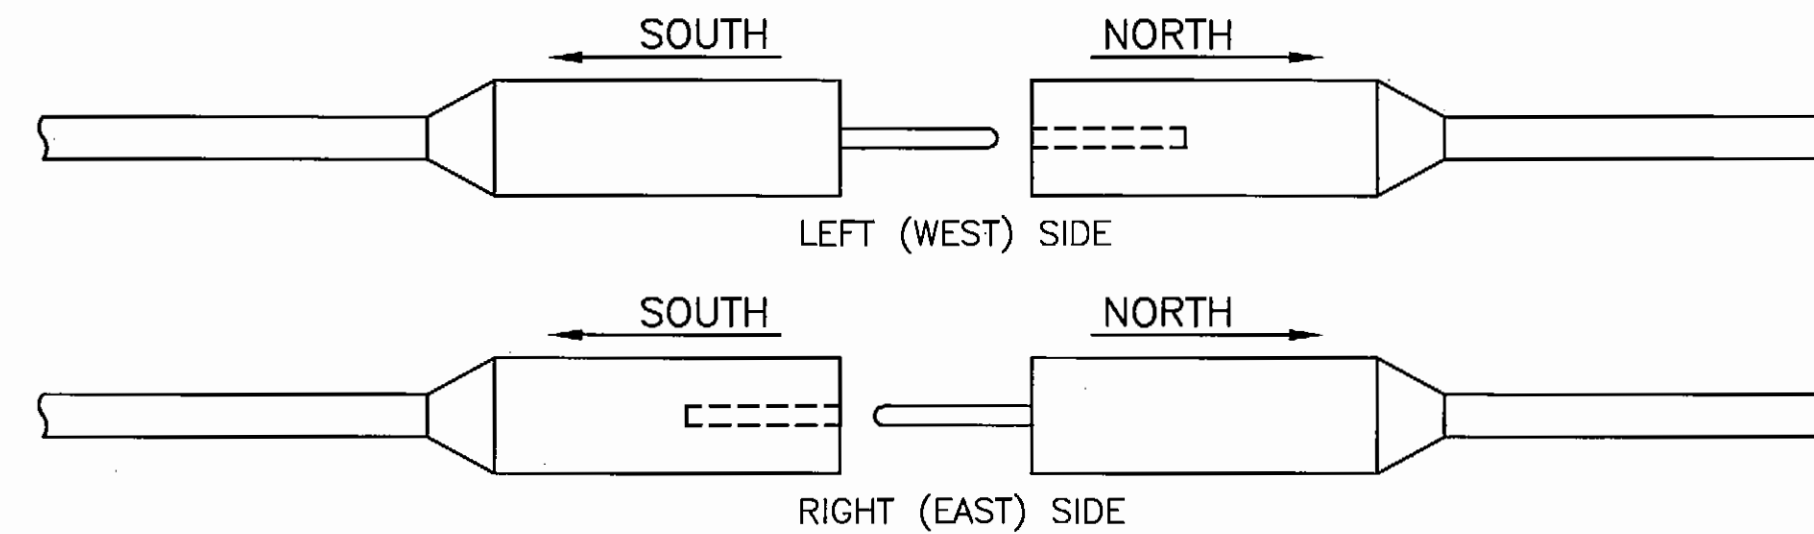 SOUTH NORTH
LEFT (WEST) SIDE
SOUTH NORTH
RIGHT (EAST) SIDE